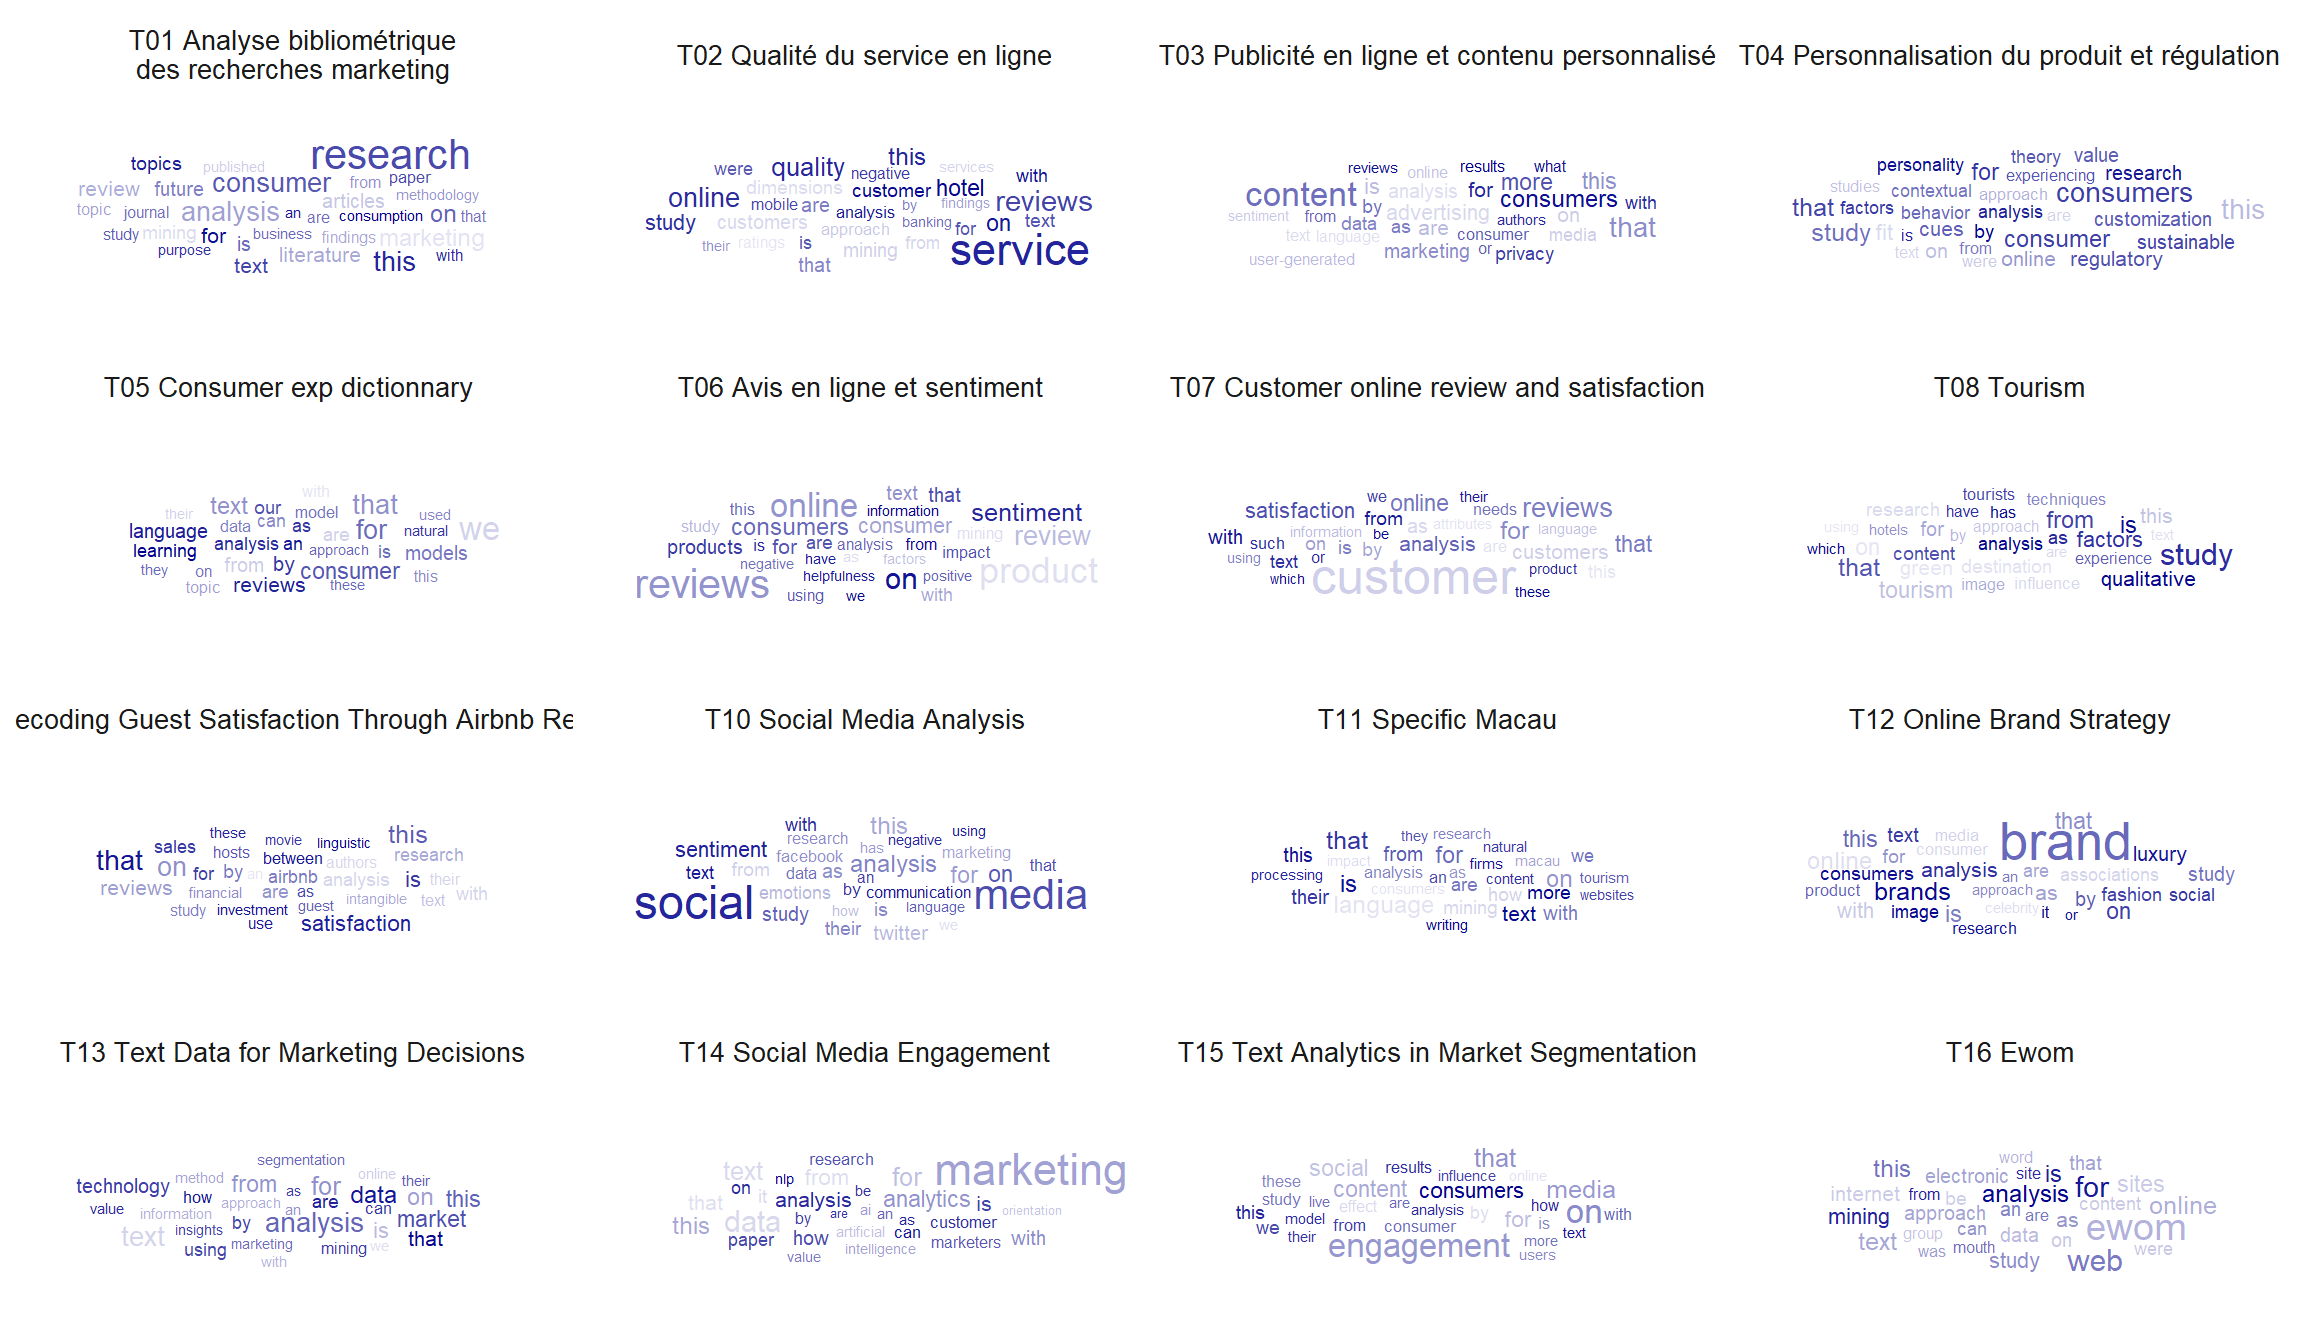 T01 Analyse bibliométrique
des recherches marketing
topics published research
review future consumer from paper
articles methodology
topic journal analysis an are consumption on that
study mining for is business findings marketing
purpose text literature this with
T02 Qualité du service en ligne
were quality negative this services with
online dimensions customer hotel
mobile are analysis by findings reviews
study customers approach banking for on text
their ratings is mining from service
that
T03 Publicité en ligne et contenu personnalisé
reviews online results what
content is analysis for more this
by advertising consumers with
sentiment from data as are authors on
text language consumer media that
user-generated marketing or privacy
T04 Personnalisation du produit et régulation
personality for theory value
experiencing research
studies contextual approach consumers
that factors behavior analysis are customization this
study fit is cues by consumer sustainable
text on from were online regulatory
T05 Consumer exp dictionnary
with
their text our model that used
language data can as are for natural we
learning analysis an approach is models
they on from by consumer this
topic reviews these
T06 Avis en ligne et sentiment
this online text that
information sentiment
study consumers consumer mining review
products is for are analysis from impact
negative have as factors product
reviews helpfulness on positive
using we with
T07 Customer online review and satisfaction
we online their
satisfaction from needs reviews
information be as attributes for language
with such on is by analysis are customers that
using text or product this
which customer these
T08 Tourism
tourists techniques
research have has from is this
using hotels for by approach factors text
which on content analysis as are experience study
that green destination qualitative
tourism image influence
ecoding Guest Satisfaction Through Airbnb Re
these movie linguistic this
sales hosts between authors research
that on for by an airbnb analysis is their
reviews financial are as intangible text with
study investment guest
use satisfaction
T10 Social Media Analysis
with this using
sentiment research has negative
facebook analysis marketing
text from data as an for on that
social emotions by communication media
study how is language
their twitter we
T11 Specific Macau
that they research natural
this impact from for firms macau we
processing is analysis an as content on tourism
their consumers are how more websites
language mining text with
writing
T12 Online Brand Strategy
that
this text media brand
online for consumer luxury
consumers analysis an are associations study
product brands approach as by fashion social
with image is celebrity it or on
research
T13 Text Data for Marketing Decisions
segmentation
technology method from as for online their
value how approach an are data can on this
information
text insights by analysis is market
using marketing mining we that
with
T14 Social Media Engagement
research
text nlp from for marketing
that on it analysis be analytics is orientation
this data by are ai an as can customer
paper how artificial marketers with
value intelligence
T15 Text Analytics in Market Segmentation
that
social results influence online
these content consumers media
study live effect are analysis by how on with
this we model from consumer for is
their engagement more text
users
T16 Ewom
word
this electronic site is that
internet from be analysis for sites
content online
mining approach an are as ewom
text group can data on
was mouth study web were